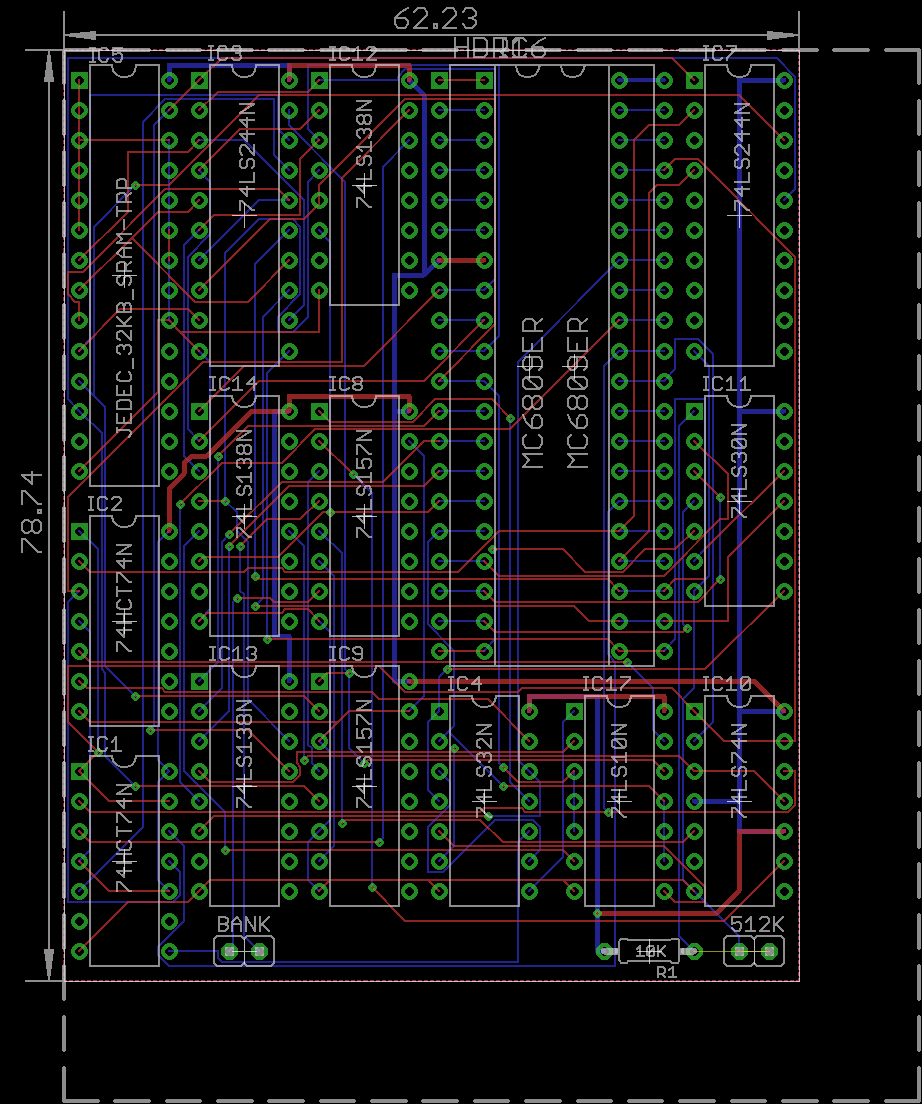 62.23
IC5
IC3
IC12
HDR1
IC6
IC7
JEDEC_32KB_SRAM-TRP
74LS244N
74LS138N
MC6809ER
MC6809ER
74LS244N
78.74
IC14
IC8
IC11
74LS138N
74LS157N
74LS30N
IC2
74HCT74N
IC13
IC9
IC4
IC17
IC10
74LS138N
74LS157N
74LS32N
74LS10N
74LS74N
IC1
74HCT74N
BANK
512K
10K
R1